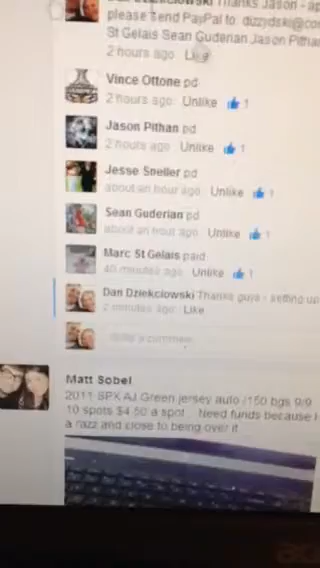 Dan Dziekciowski Thanks Jason - ap
please send PayPal to: dizzydski@co
St Gelais Sean Guderian Jason Pithan
2 hours ago · Like
Vince Ottone pd
2 hours ago · Unlike · 1
Jason Pithan pd
2 hours ago · Unlike · 1
Jesse Sneller pd
about an hour ago · Unlike · 1
Sean Guderian pd
about an hour ago · Unlike · 1
Marc St Gelais paid
40 minutes ago · Unlike · 1
Dan Dziekciowski Thanks guys - setting up
2 minutes ago · Like
Write a comment...
Matt Sobel
2011 SPX AJ Green jersey auto /150 bgs 9/9
10 spots $4.50 a spot... Need funds because I
a razz and close to being over it